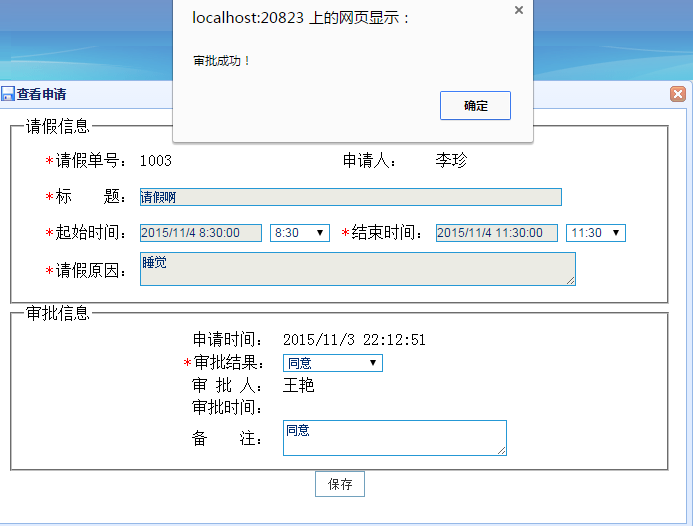 localhost:20823 上的网页显示：
审批成功！
确定
查看申请
请假信息
*请假单号： 1003 申请人： 李珍
*标 题： 请假啊
*起始时间： 2015/11/4 8:30:00 8:30 *结束时间： 2015/11/4 11:30:00 11:30
*请假原因： 睡觉
审批信息
申请时间： 2015/11/3 22:12:51
*审批结果： 同意
审 批 人： 王艳
审批时间：
备 注： 同意
保存